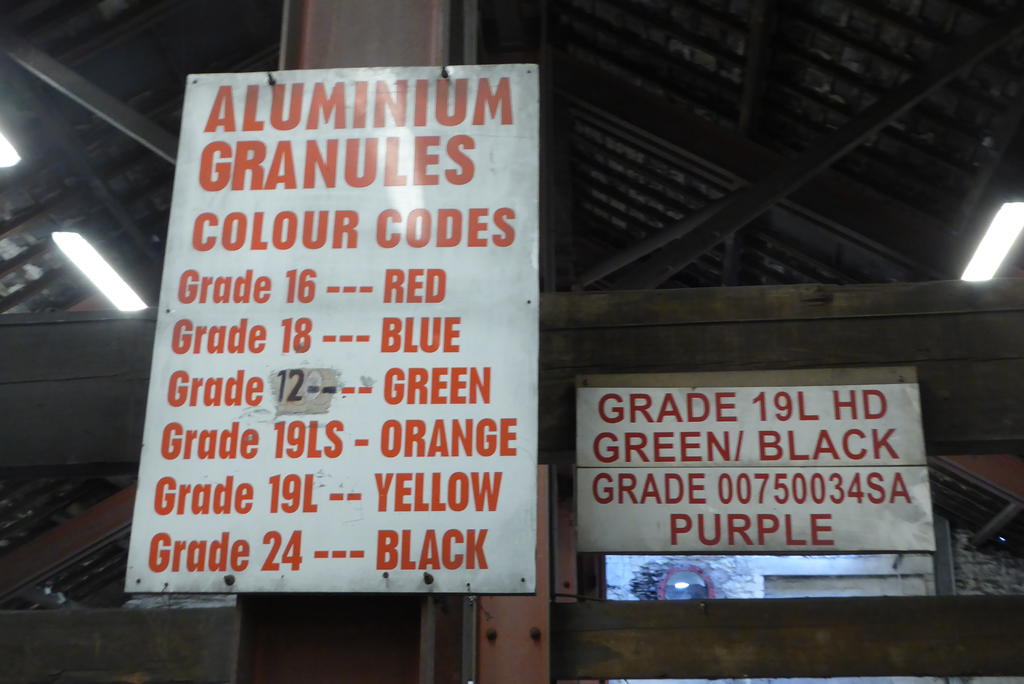 ALUMINIUM
GRANULES
COLOUR CODES
Grade 16 --- RED
Grade 18 --- BLUE
Grade 12---- GREEN
Grade 19LS - ORANGE
Grade 19L -- YELLOW
Grade 24 --- BLACK
GRADE 19L HD
GREEN/ BLACK
GRADE 00750034SA
PURPLE